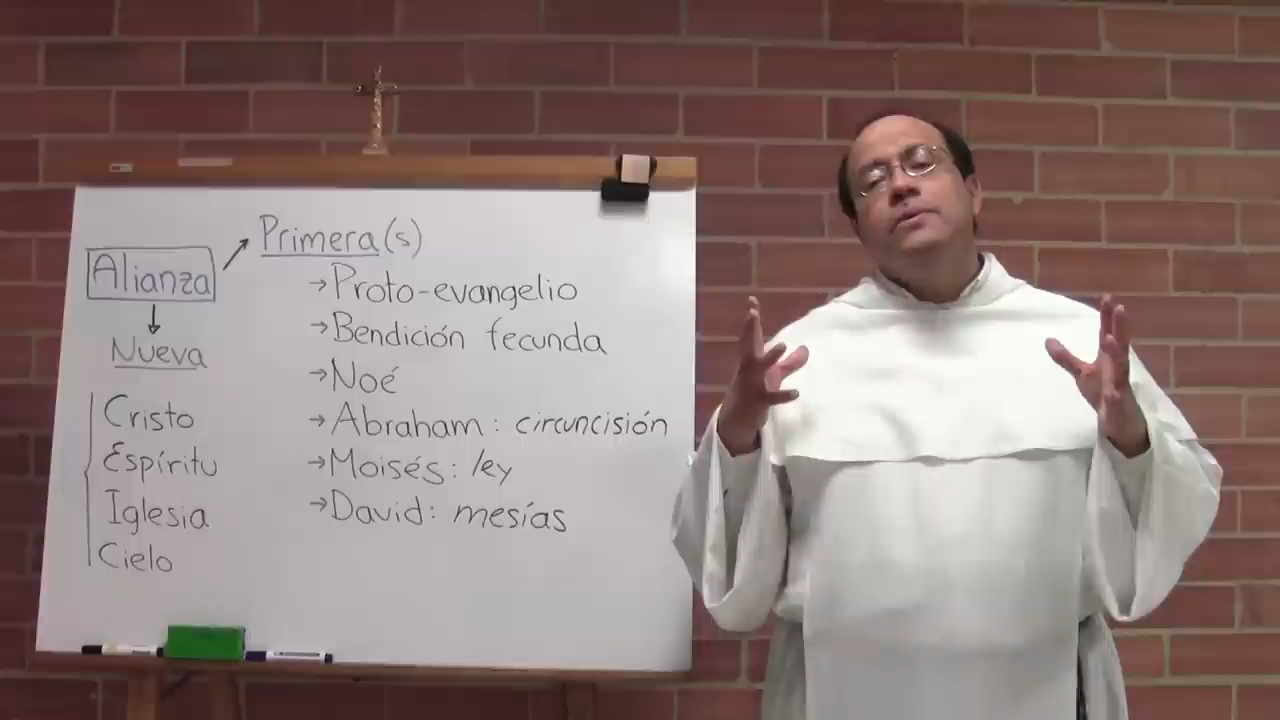 Alianza
Nueva
Cristo
Espíritu
Iglesia
Cielo
Primera(s)
→Proto-evangelio
→Bendición fecunda
→Noé
→Abraham: circuncisión
→Moisés: ley
→David: mesías